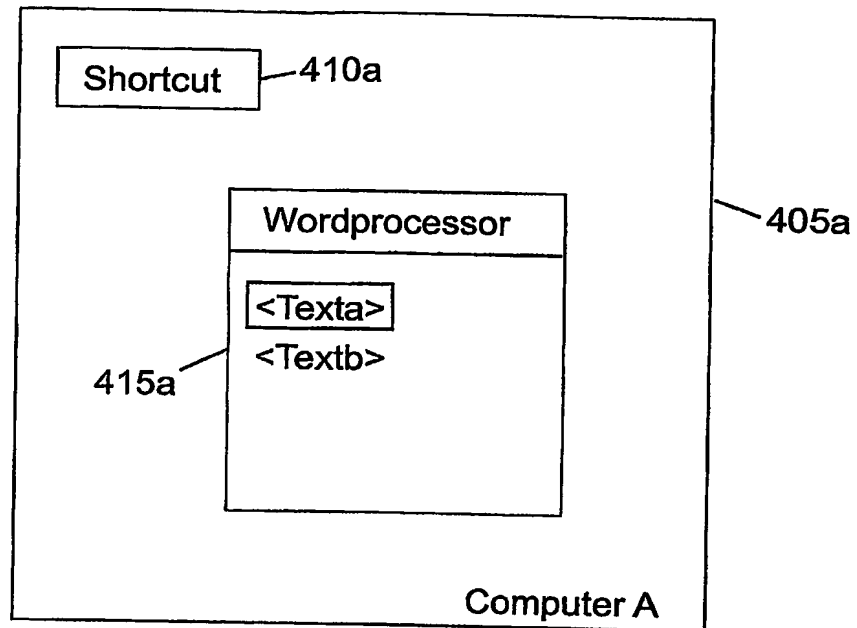 Shortcut 410a
Wordprocessor
405a
<Texta>
<Textb>
415a
Computer A